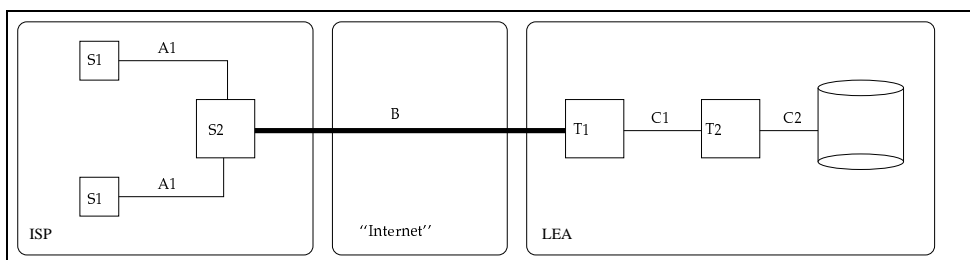 S1
A1
S2
B
T1
C1
T2
C2
A1
S1
ISP
‘‘Internet’’
LEA